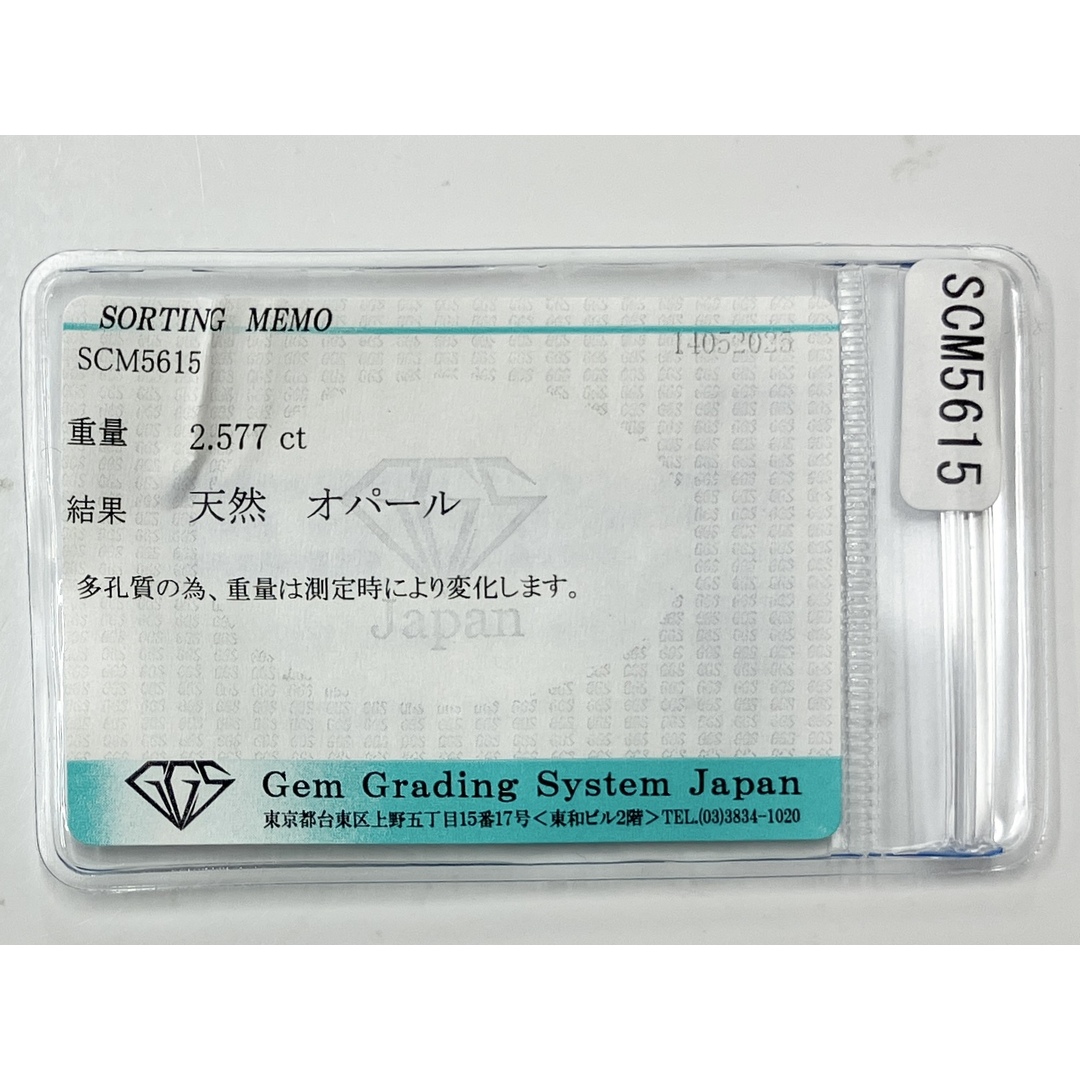 SORTING MEMO
14052025
SCM5615
重量 2.577 ct
結果 天然 オパール
多孔質の為、重量は測定時により変化します。
GGS
Japan
GGS Gem Grading System Japan
東京都台東区上野五丁目15番17号＜東和ビル2階＞TEL.(03)3834-1020
SCM5615